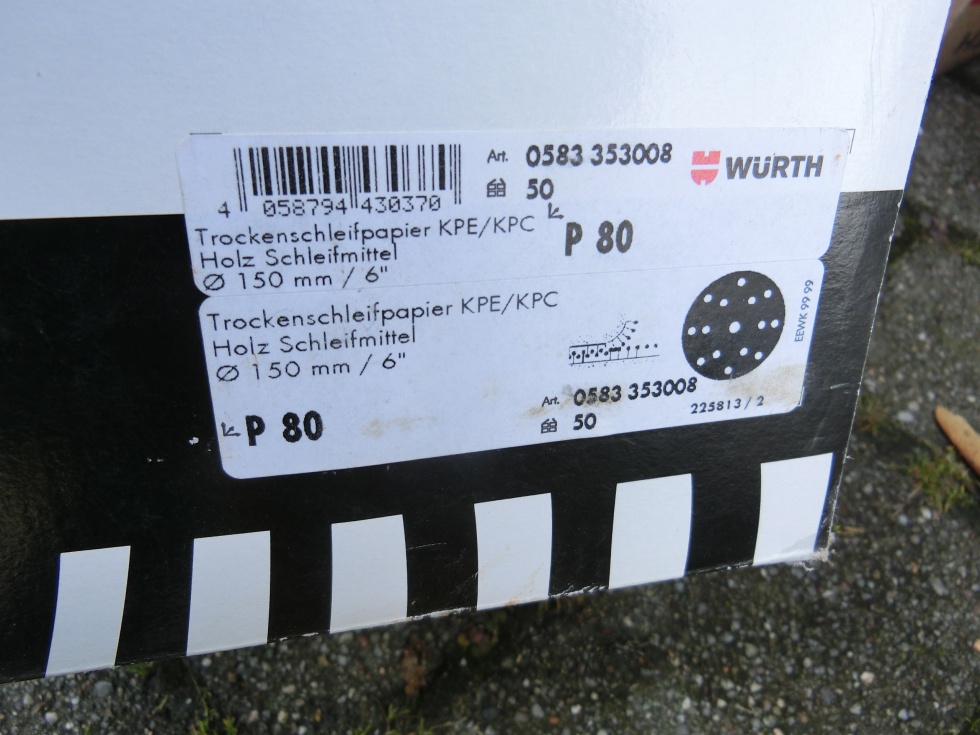 Art. 0583 353008
WÜRTH
50
4 058794 430370
Trockenschleifpapier KPE/KPC
Holz Schleifmittel
Ø 150 mm / 6"
P 80
Trockenschleifpapier KPE/KPC
Holz Schleifmittel
Ø 150 mm / 6"
EEWK 99 99
P 80
Art. 0583 353008
50
225813 / 2